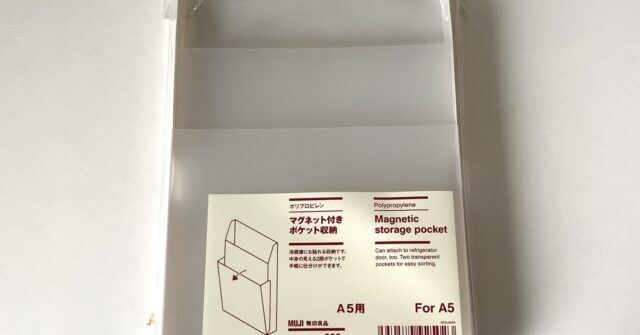 ポリプロピレン
マグネット付き
ポケット収納
冷蔵庫にも貼れる収納です。
中身の見える2段ポケットで
手軽に仕分けができます。
A5用
MUJI 無印良品
Polypropylene
Magnetic
storage pocket
Can attach to refrigerator
door, too. Two transparent
pockets for easy sorting.
For A5